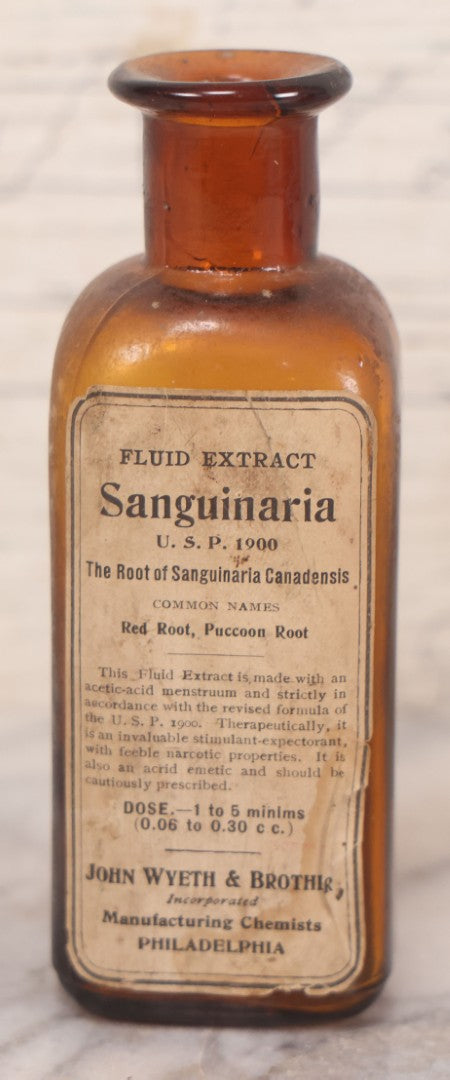 FLUID EXTRACT
Sanguinaria
U. S. P. 1900
The Root of Sanguinaria Canadensis
COMMON NAMES
Red Root, Puccoon Root
This Fluid Extract is made with an
acetic-acid menstruum and strictly in
accordance with the revised formula of
the U. S. P. 1900. Therapeutically, it
is an invaluable stimulant-expectorant,
with feeble narcotic properties. It is
also an acrid emetic and should be
cautiously prescribed.
DOSE.—1 to 5 minims
(0.06 to 0.30 c c.)
JOHN WYETH &
Incorporated
Manufacturing Chemists
PHILADELPHIA